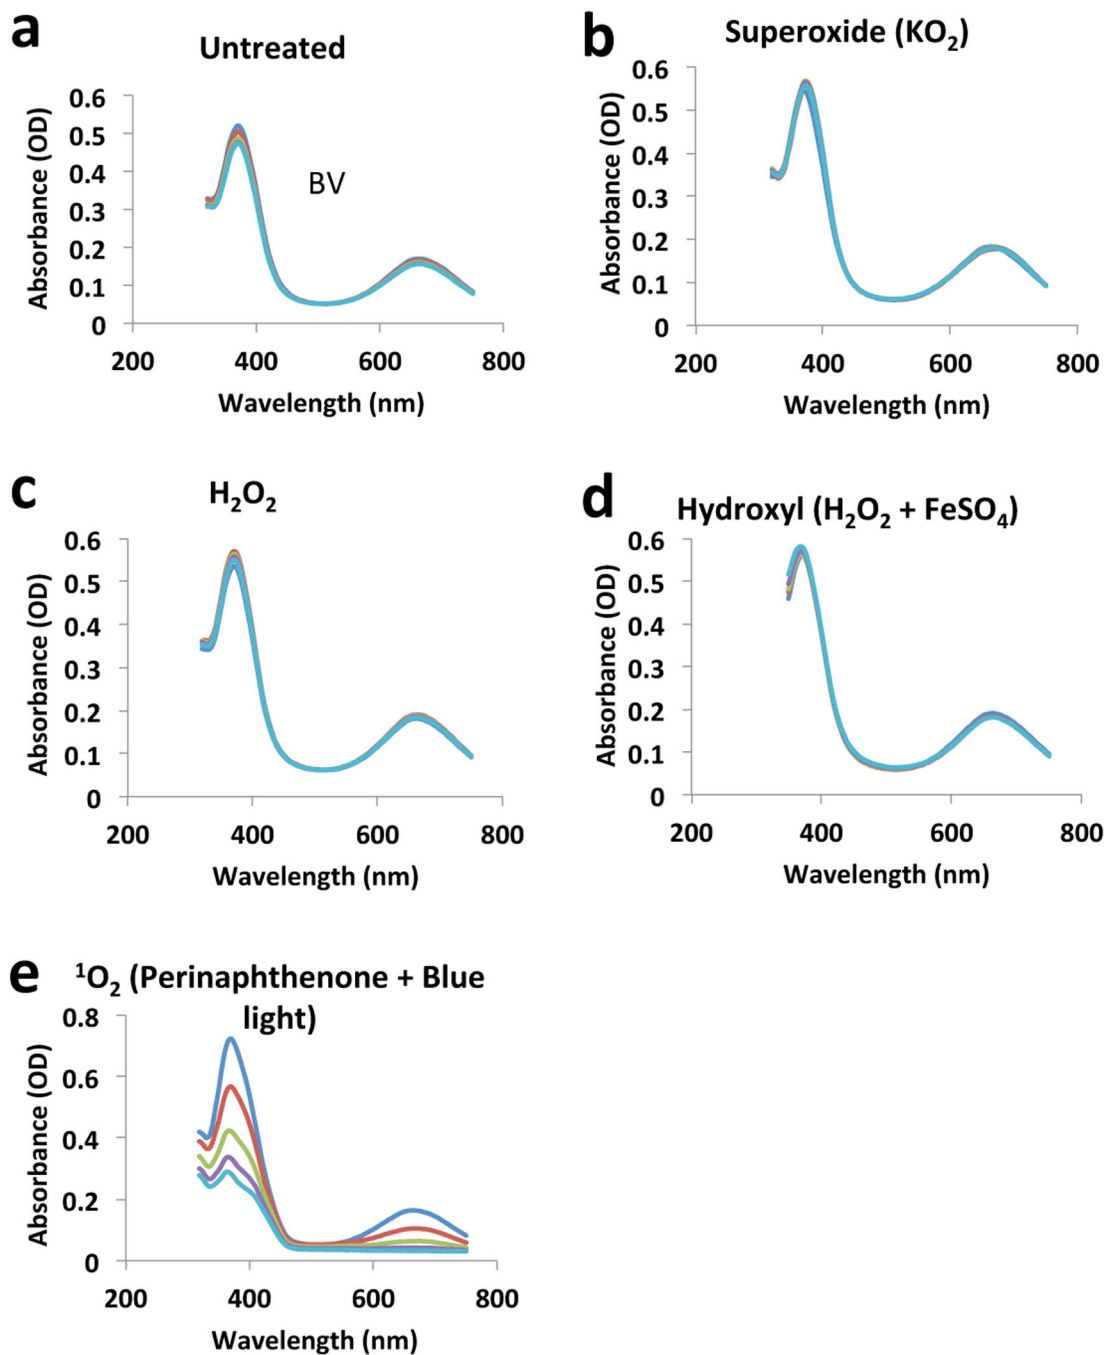 a
Untreated
Absorbance (OD)
0.6
0.5
0.4
0.3
0.2
0.1
0
BV
200 400 600 800
Wavelength (nm)
b
Superoxide (KO₂)
Absorbance (OD)
0.6
0.5
0.4
0.3
0.2
0.1
0
200 400 600 800
Wavelength (nm)
c
H₂O₂
Absorbance (OD)
0.6
0.5
0.4
0.3
0.2
0.1
0
200 400 600 800
Wavelength (nm)
d
Hydroxyl (H₂O₂ + FeSO₄)
Absorbance (OD)
0.6
0.5
0.4
0.3
0.2
0.1
0
200 400 600 800
Wavelength (nm)
e
¹O₂ (Perinaphthenone + Blue
light)
Absorbance (OD)
0.8
0.6
0.4
0.2
0
200 400 600 800
Wavelength (nm)